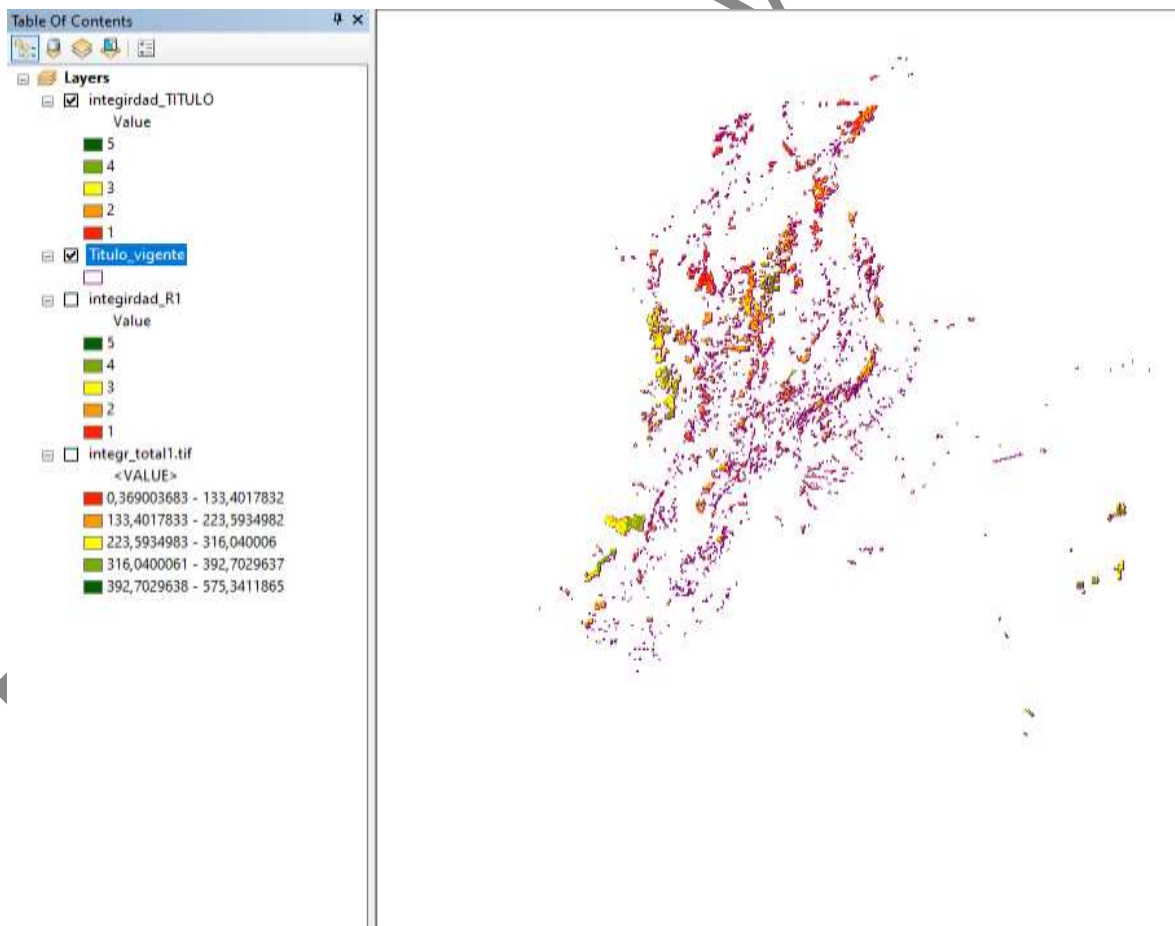 Table Of Contents
Layers
integirdad_TITULO
Value
5
4
3
2
1
Titulo_vigente
integirdad_R1
Value
5
4
3
2
1
integr_total1.tif
<VALUE>
0,369003683 - 133,4017832
133,4017833 - 223,5934982
223,5934983 - 316,040006
316,0400061 - 392,7029637
392,7029638 - 575,3411865